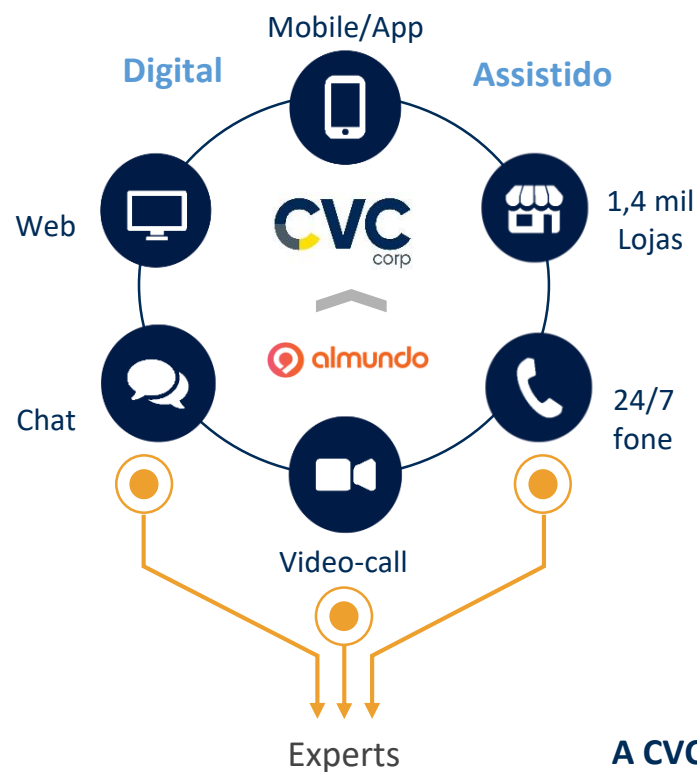 Mobile/App
Digital
Assistido
Web
CVC
corp
1,4 mil
Lojas
almundo
Chat
24/7
fone
Video-call
Experts
A CVC